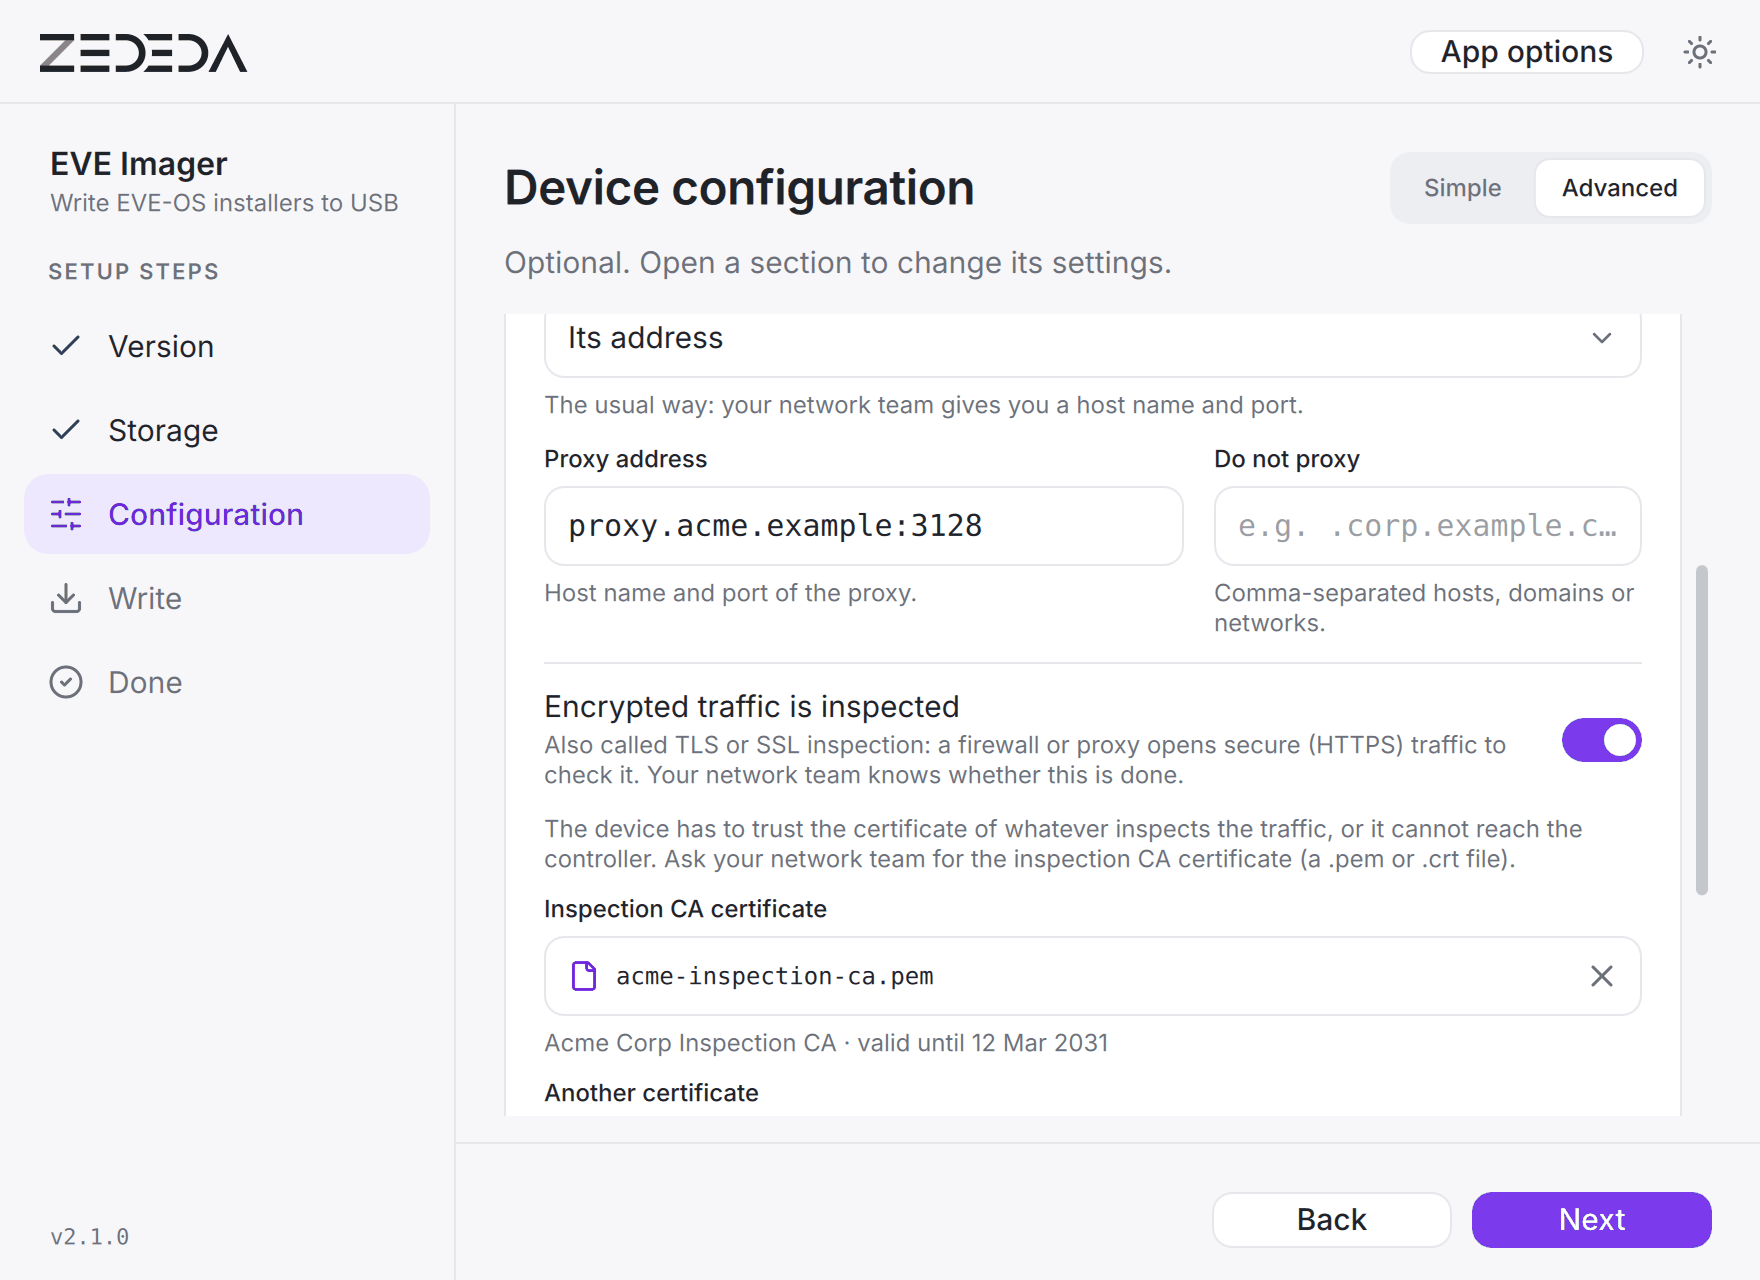 ZEDEDA
App options
EVE Imager
Write EVE-OS installers to USB
SETUP STEPS
Version
Storage
Configuration
Write
Done
v2.1.0
Device configuration
Simple
Advanced
Optional. Open a section to change its settings.
Its address
The usual way: your network team gives you a host name and port.
Proxy address
Do not proxy
proxy.acme.example:3128
e.g. .corp.example.c…
Host name and port of the proxy.
Comma-separated hosts, domains or
networks.
Encrypted traffic is inspected
Also called TLS or SSL inspection: a firewall or proxy opens secure (HTTPS) traffic to
check it. Your network team knows whether this is done.
The device has to trust the certificate of whatever inspects the traffic, or it cannot reach the
controller. Ask your network team for the inspection CA certificate (a .pem or .crt file).
Inspection CA certificate
acme-inspection-ca.pem
Acme Corp Inspection CA · valid until 12 Mar 2031
Another certificate
Back
Next